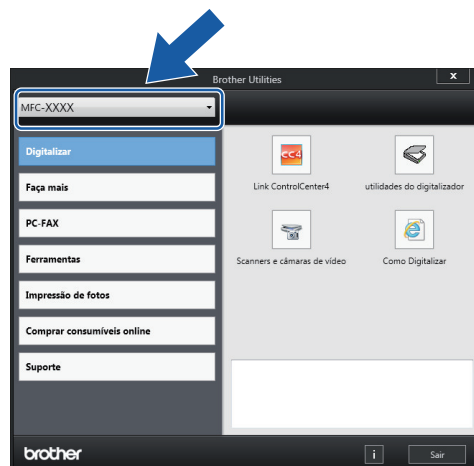 Brother Utilities
x
MFC-XXXX
Digitalizar
Faça mais
PC-FAX
Ferramentas
Impressão de fotos
Comprar consumíveis online
Suporte
CC4
Link ControlCenter4
utilidades do digitalizador
Scanners e câmaras de vídeo
Como Digitalizar
brother
i
Sair